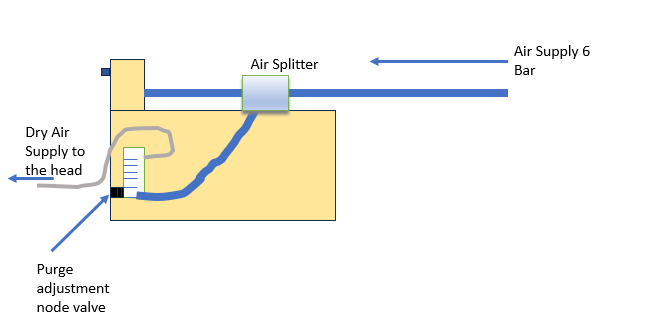 Air Supply 6
Bar
Air Splitter
Dry Air
Supply to
the head
Purge
adjustment
node valve